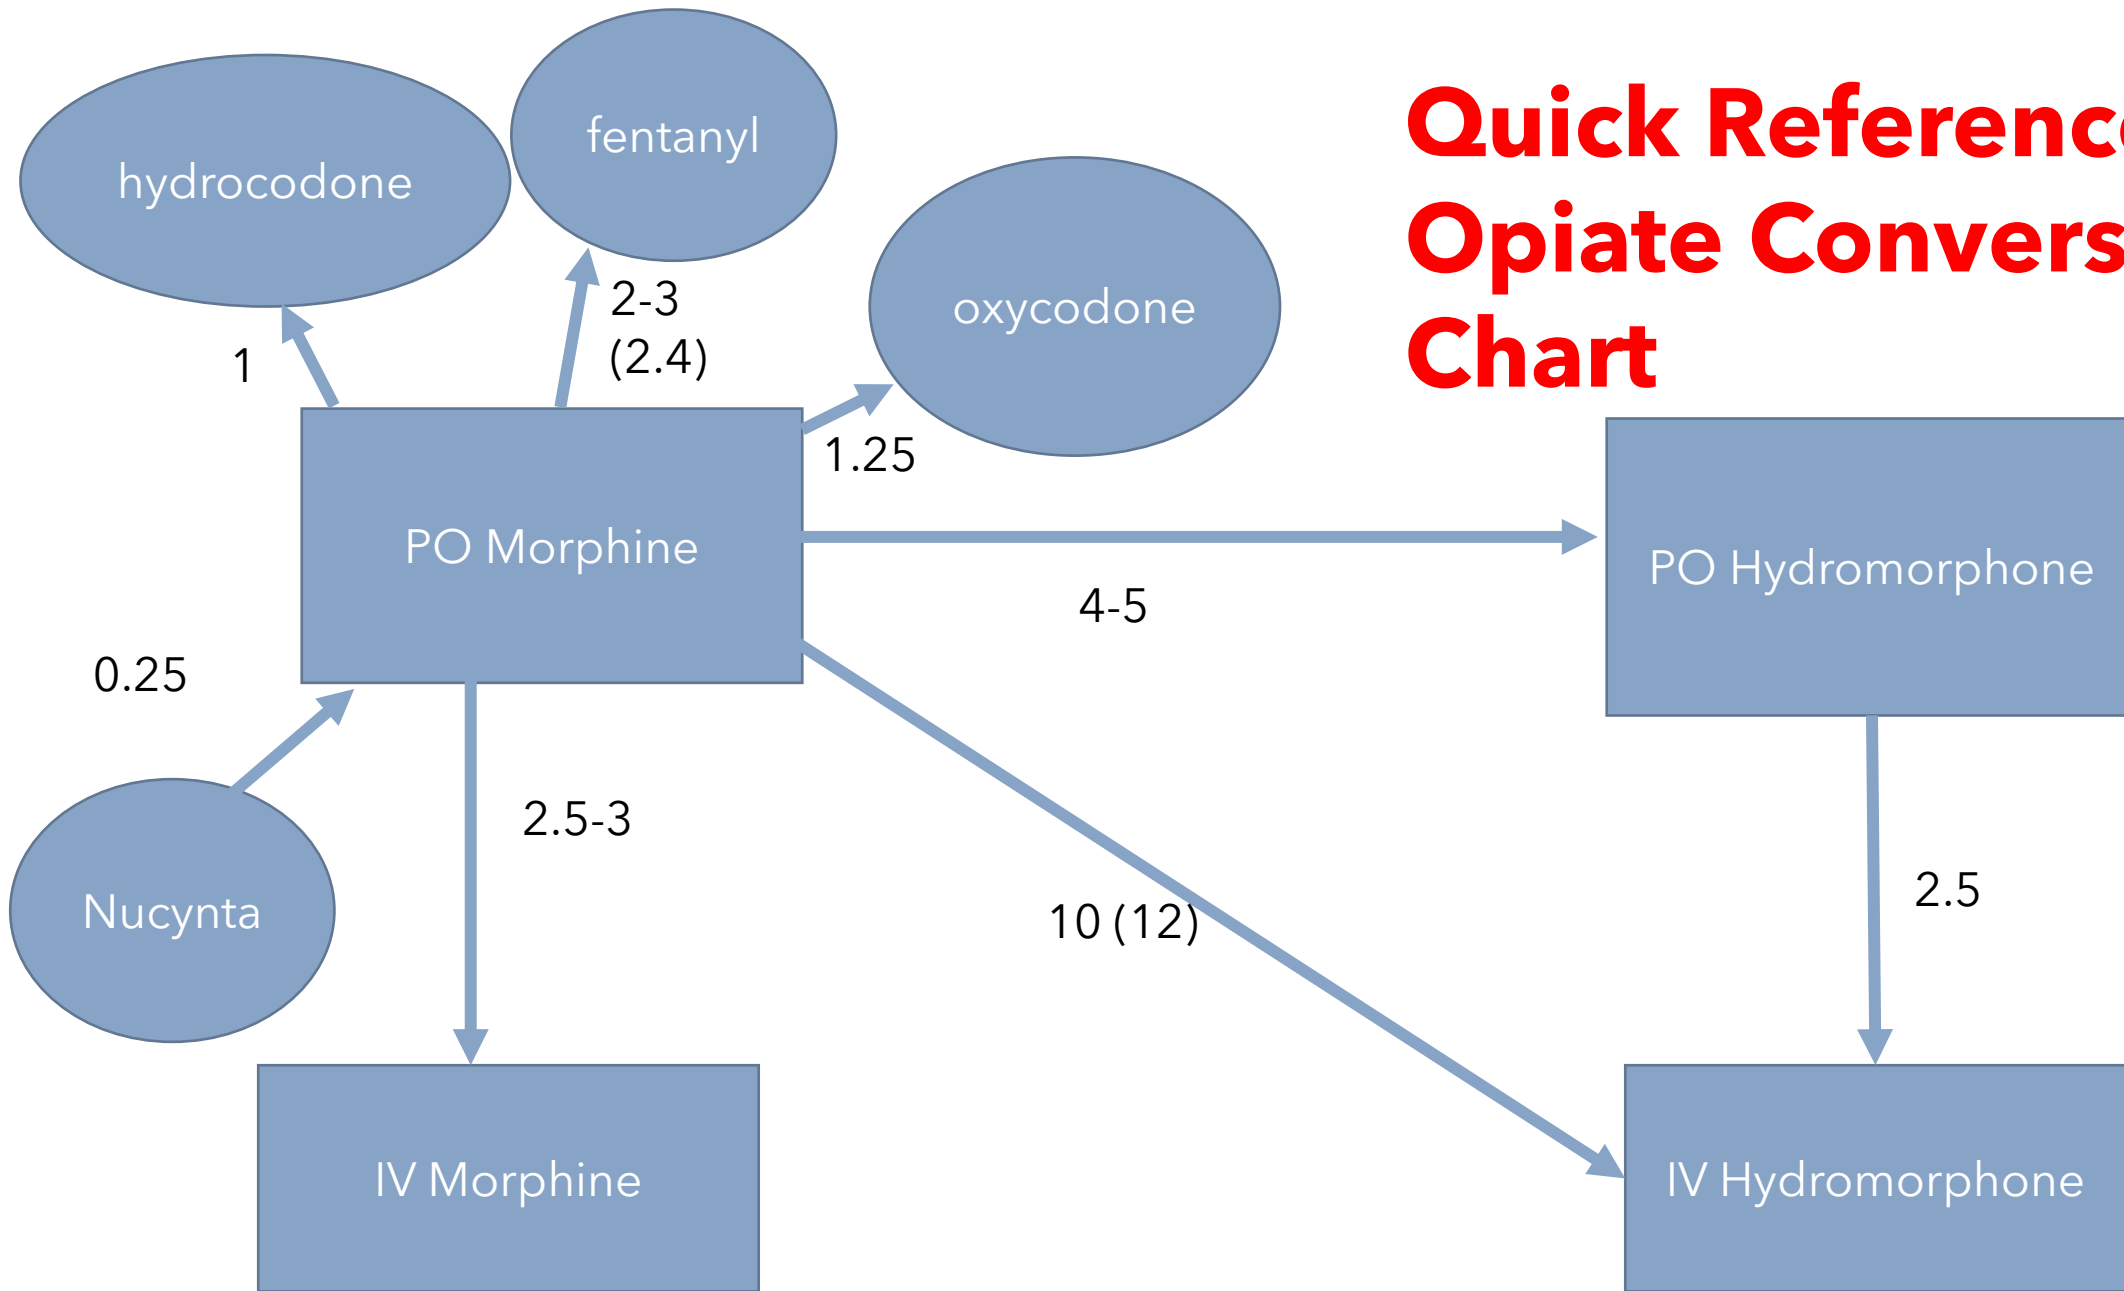 Quick Reference
Opiate Convers
Chart
hydrocodone
fentanyl
oxycodone
1
2-3
(2.4)
1.25
PO Morphine
4-5
PO Hydromorphone
0.25
2.5-3
10 (12)
2.5
Nucynta
IV Morphine
IV Hydromorphone